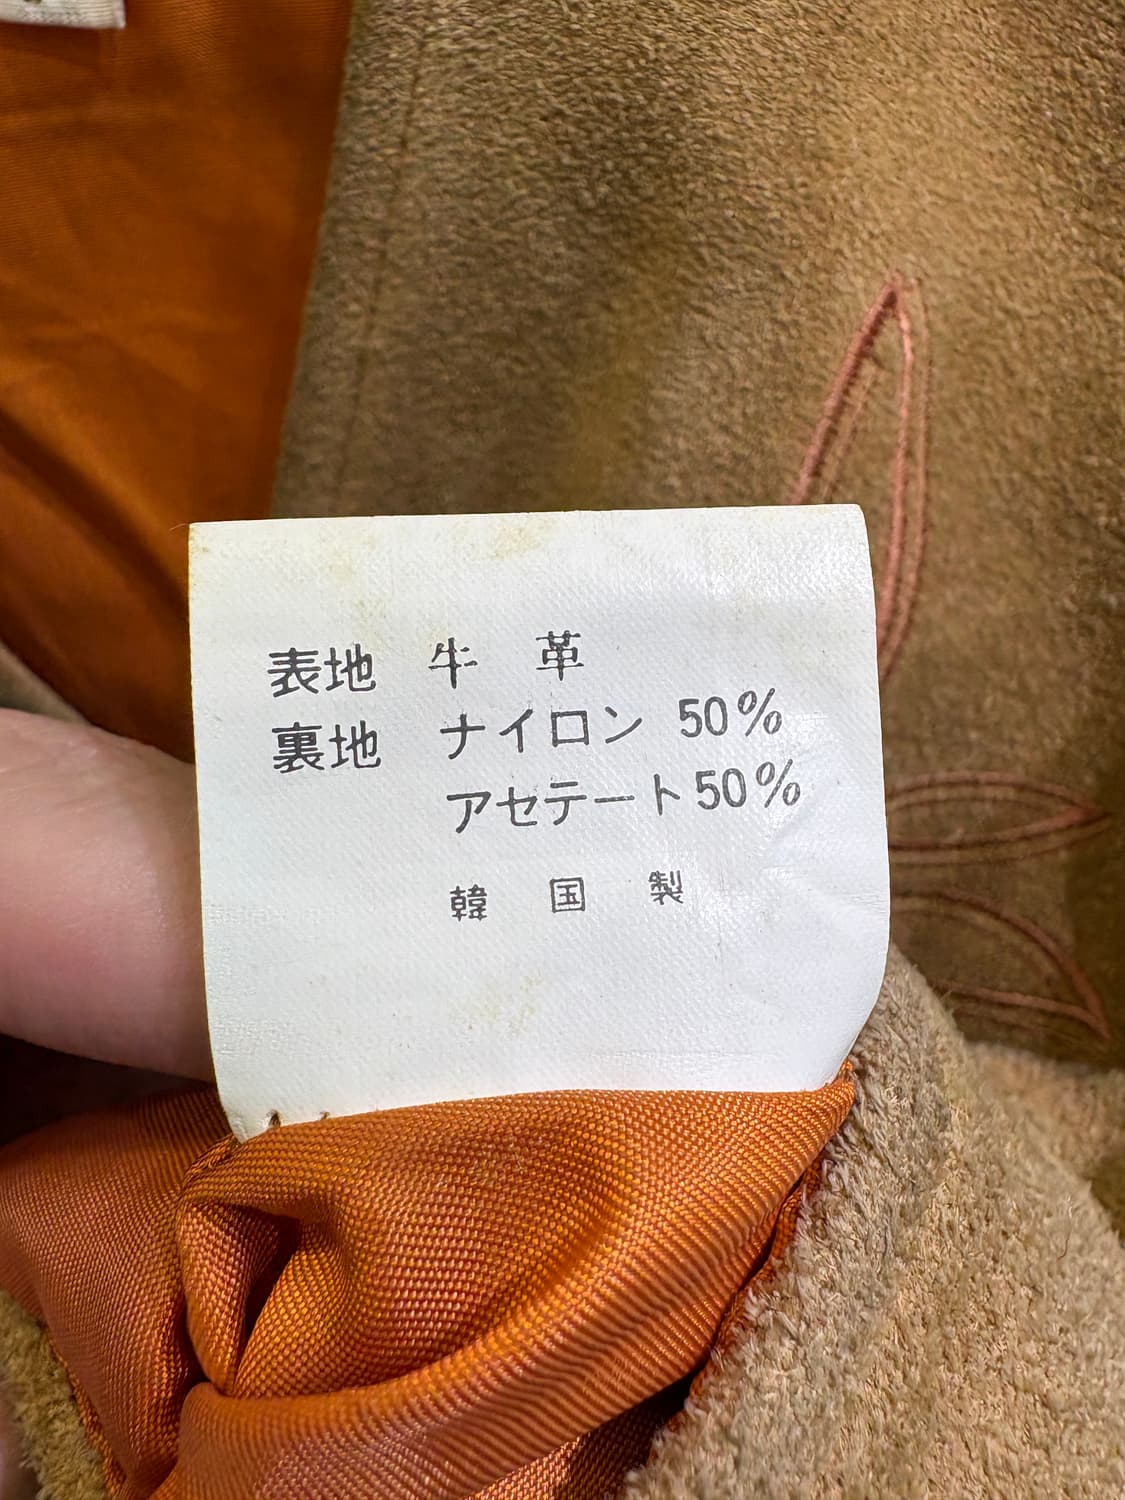 表地 牛 革
裏地 ナイロン 50%
アセテート50%
韓 国 製